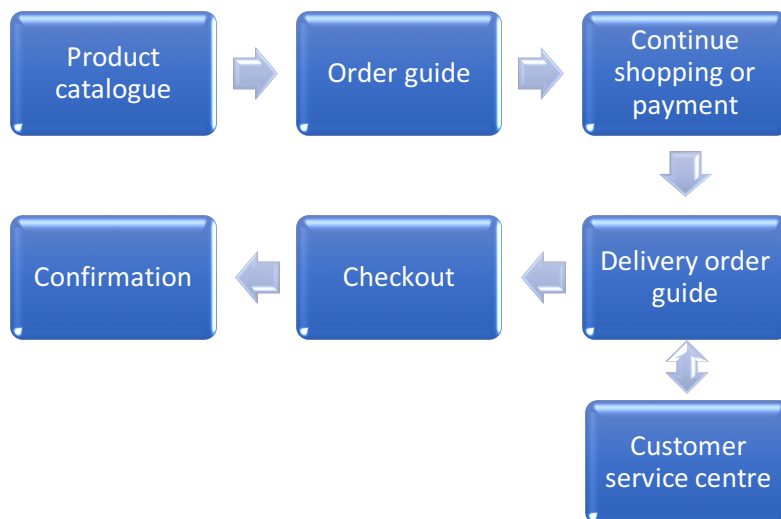 Product
catalogue
Order guide
Continue
shopping or
payment
Delivery order
guide
Checkout
Confirmation
Customer
service centre